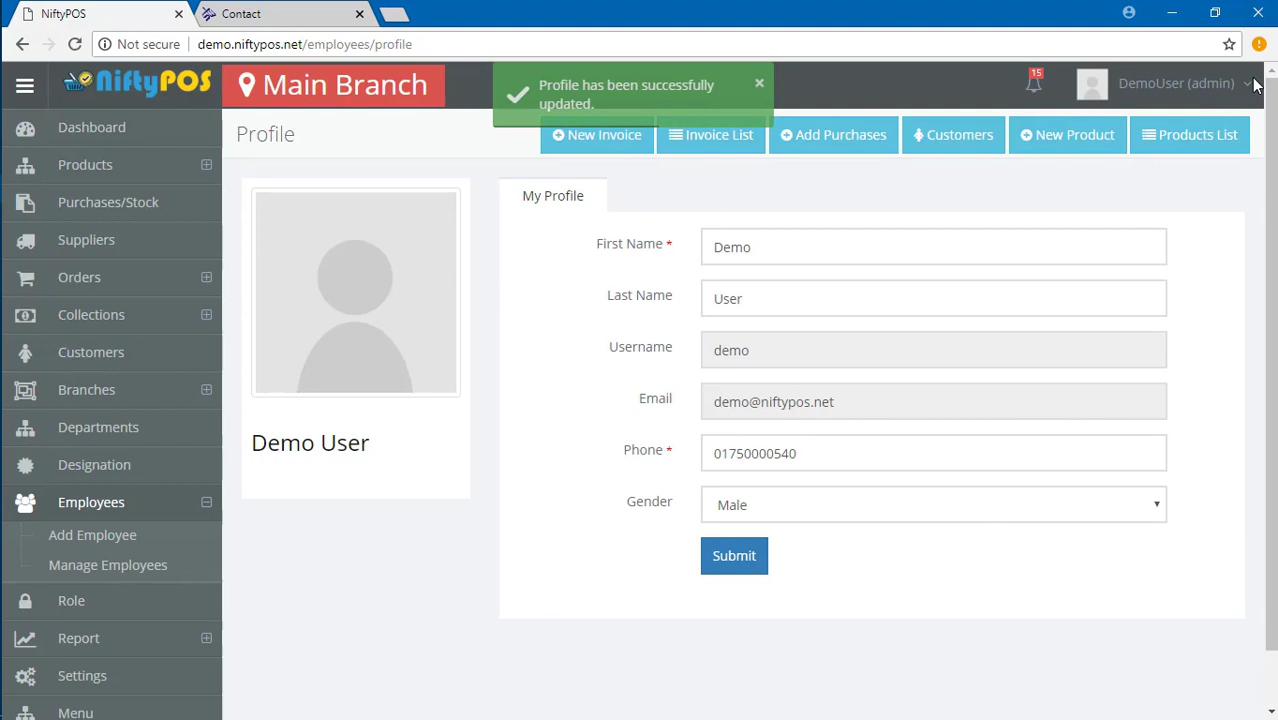 NiftyPOS
Contact
Not secure
demo.niftypos.net/employees/profile
NiftyPOS
Main Branch
Profile has been successfully
updated.
15
DemoUser (admin)
Profile
New Invoice
Invoice List
Add Purchases
Customers
New Product
Products List
Dashboard
Products
Purchases/Stock
Suppliers
Orders
Collections
Customers
Branches
Departments
Designation
Employees
Add Employee
Manage Employees
Role
Report
Settings
Menu
Demo User
My Profile
First Name *
Demo
Last Name
User
Username
demo
Email
demo@niftypos.net
Phone *
01750000540
Gender
Male
Submit